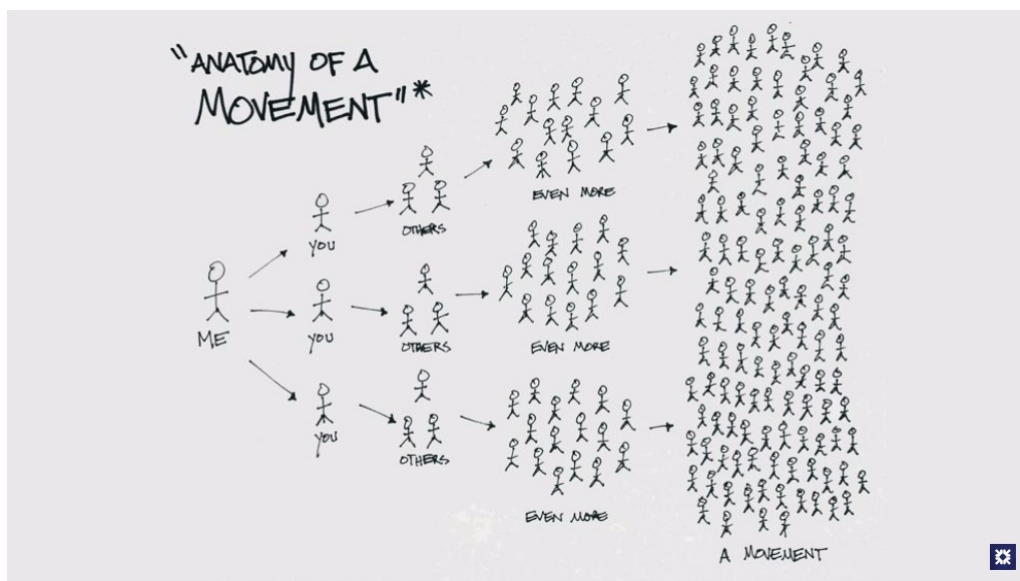 "ANATOMY OF A
MOVEMENT"*
ME
YOU
YOU
YOU
OTHERS
OTHERS
OTHERS
EVEN MORE
EVEN MORE
EVEN MORE
A MOVEMENT